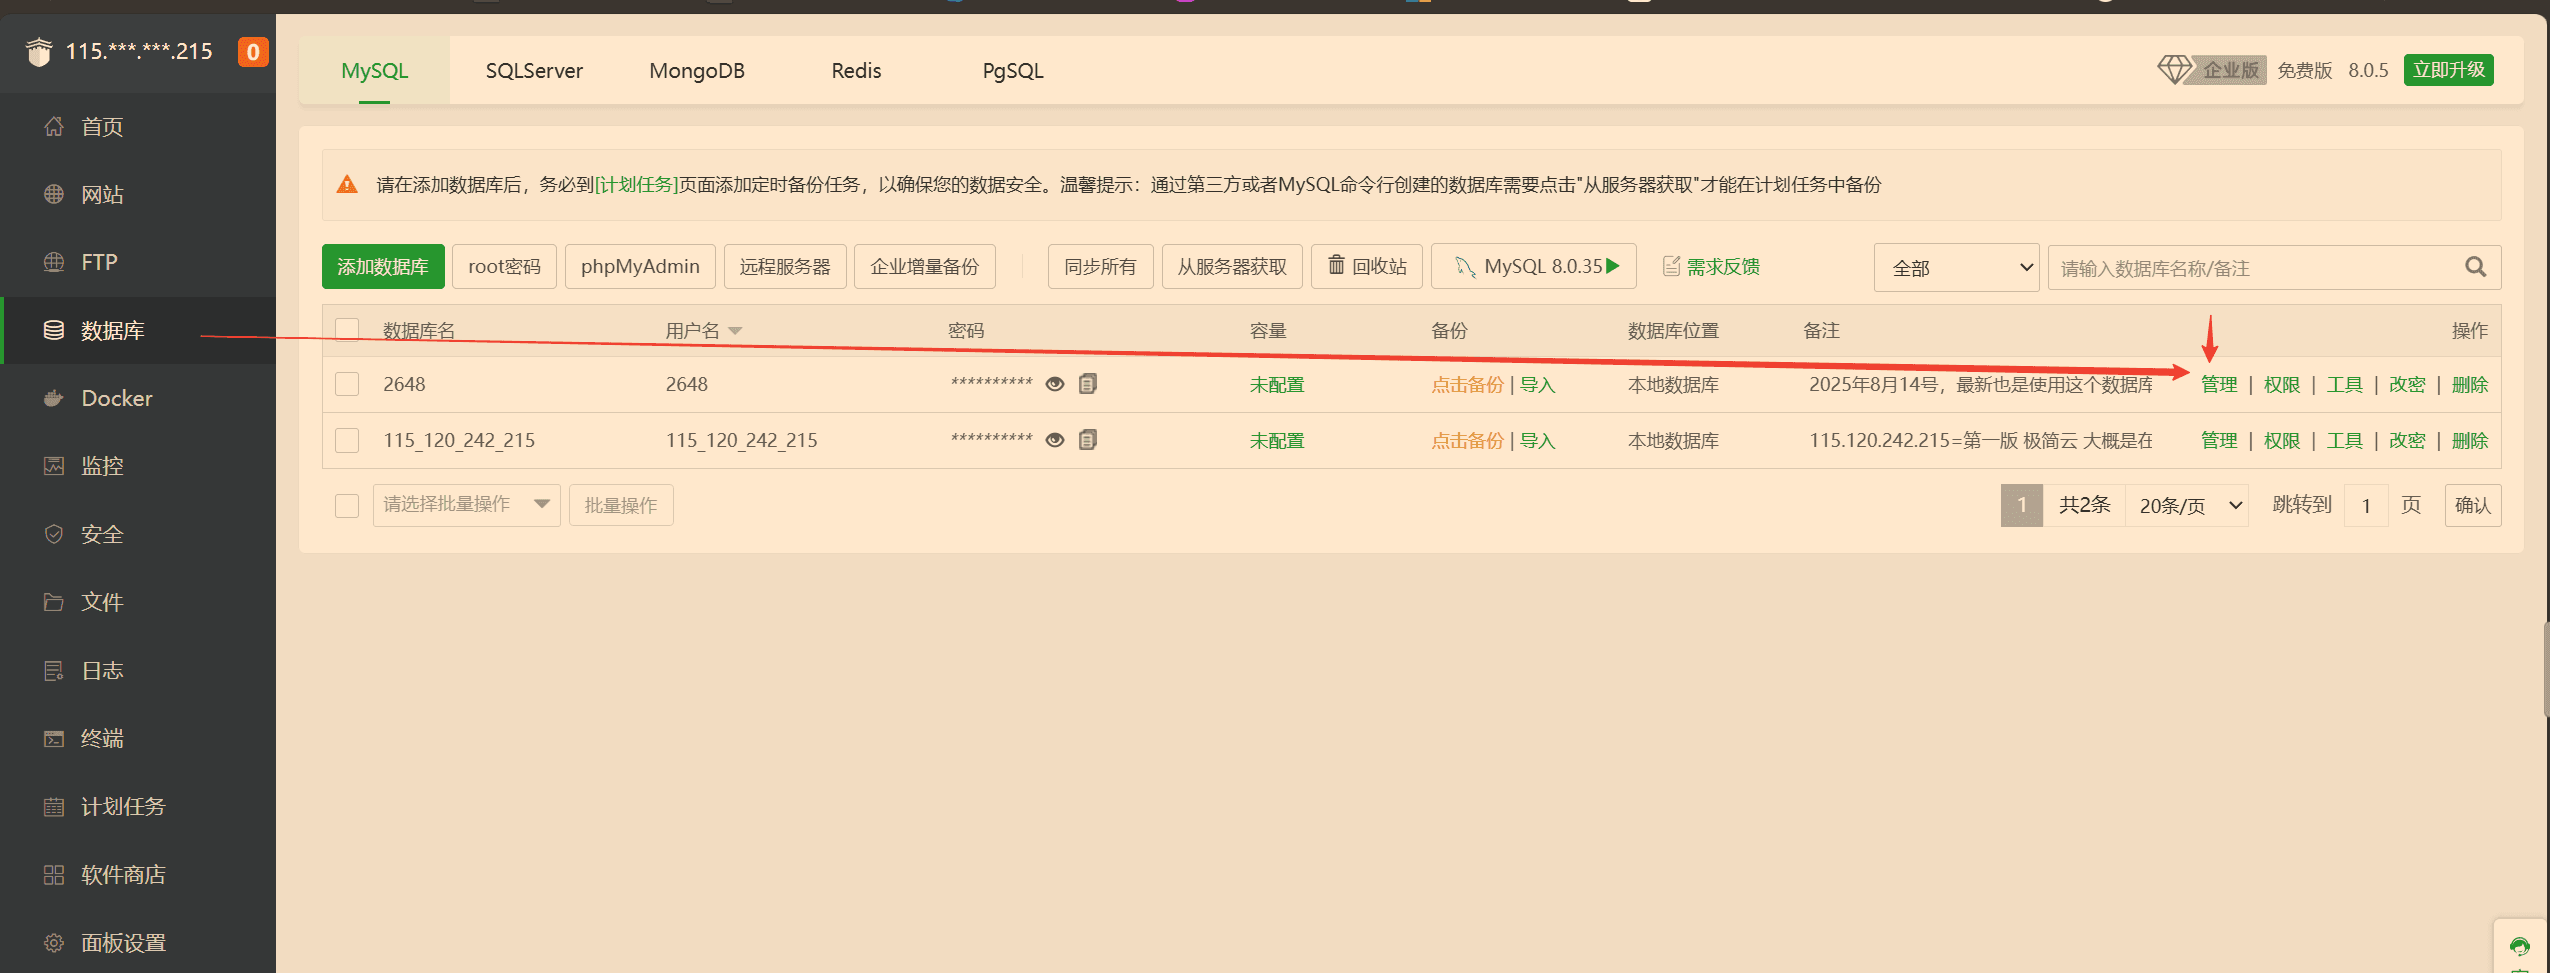 115.***.***.215 0
首页
网站
FTP
数据库
Docker
监控
安全
文件
日志
终端
计划任务
软件商店
面板设置
MySQL SQLServer MongoDB Redis PgSQL 企业版 免费版 8.0.5 立即升级
请在添加数据库后，务必到[计划任务]页面添加定时备份任务，以确保您的数据安全。温馨提示：通过第三方或者MySQL命令行创建的数据库需要点击"从服务器获取"才能在计划任务中备份
添加数据库 root密码 phpMyAdmin 远程服务器 企业增量备份 同步所有 从服务器获取 回收站 MySQL 8.0.35 需求反馈 全部 请输入数据库名称/备注
数据库名 用户名 密码 容量 备份 数据库位置 备注 操作
2648 2648 ********** 未配置 点击备份 | 导入 本地数据库 2025年8月14号，最新也是使用这个数据库 管理 | 权限 | 工具 | 改密 | 删除
115_120_242_215 115_120_242_215 ********** 未配置 点击备份 | 导入 本地数据库 115.120.242.215=第一版 极简云 大概是在 管理 | 权限 | 工具 | 改密 | 删除
请选择批量操作 批量操作 1 共2条 20条/页 跳转到 1 页 确认